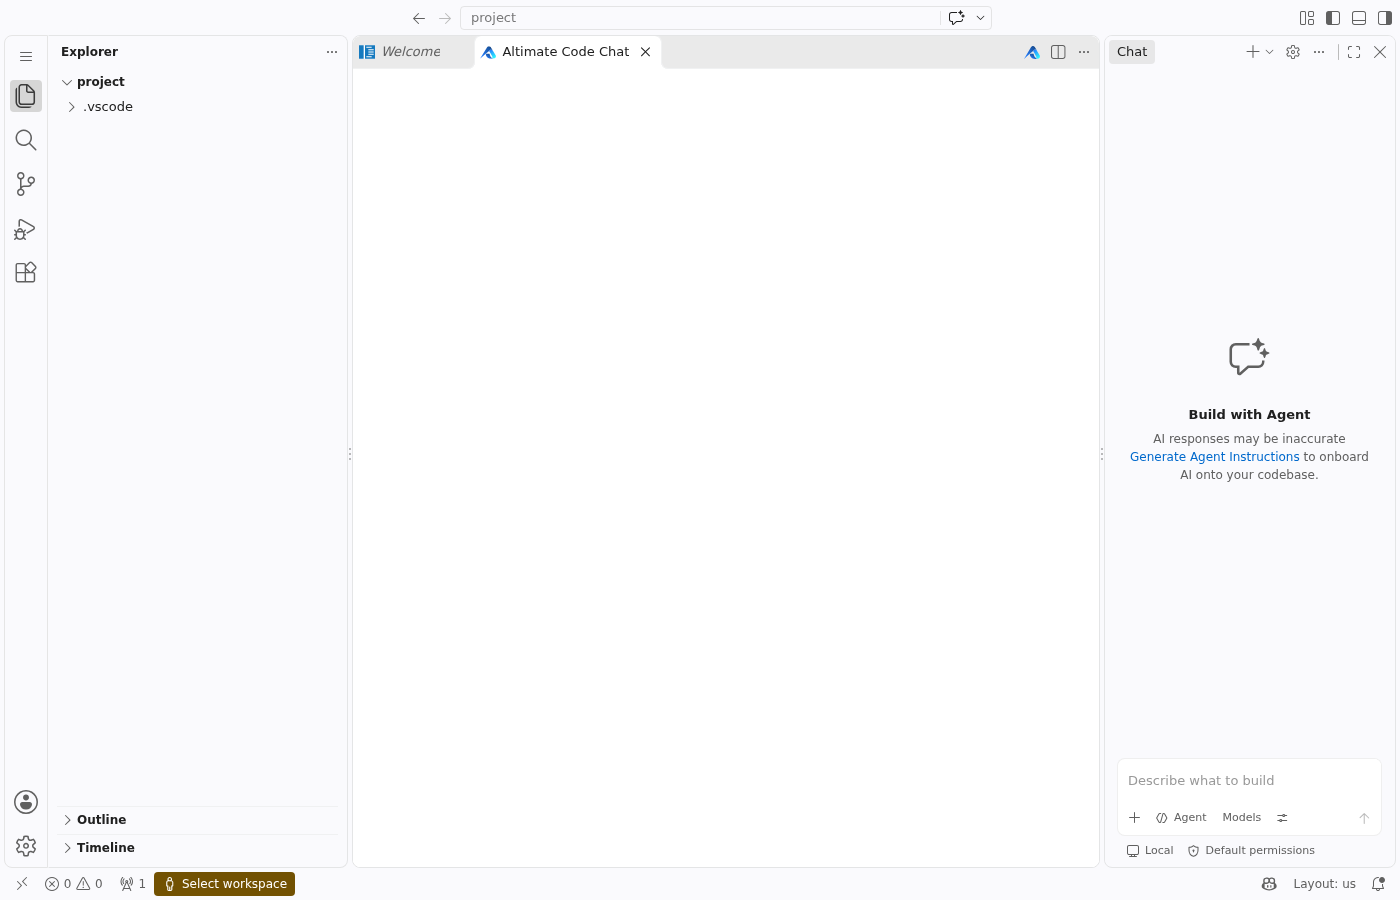 project
Explorer
project
.vscode
Outline
Timeline
Welcome
Altimate Code Chat
Chat
Build with Agent
AI responses may be inaccurate
Generate Agent Instructions to onboard
AI onto your codebase.
Describe what to build
Agent
Models
Local
Default permissions
0
0
1
Select workspace
Layout: us